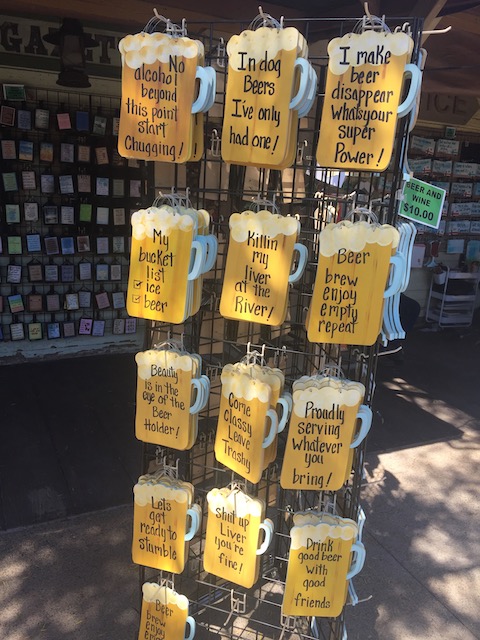 No
alcohol
beyond
this point
start
Chugging!
In dog
Beers
I've only
had one!
I make
beer
disappear
whats your
super
Power!
BEER AND
WINE
$10.00
My
bucket
list
ice
beer
Killin
my
liver
at the
River!
Beer
brew
enjoy
empty
repeat
Beauty
is in the
eye of the
Beer
Holder!
Come
Classy
Leave
Trashy
Proudly
serving
whatever
you
bring!
Lets
get
ready to
stumble
Shut up
Liver
you're
fine!
Drink
good beer
with
good
friends
Beer
brew
enjoy